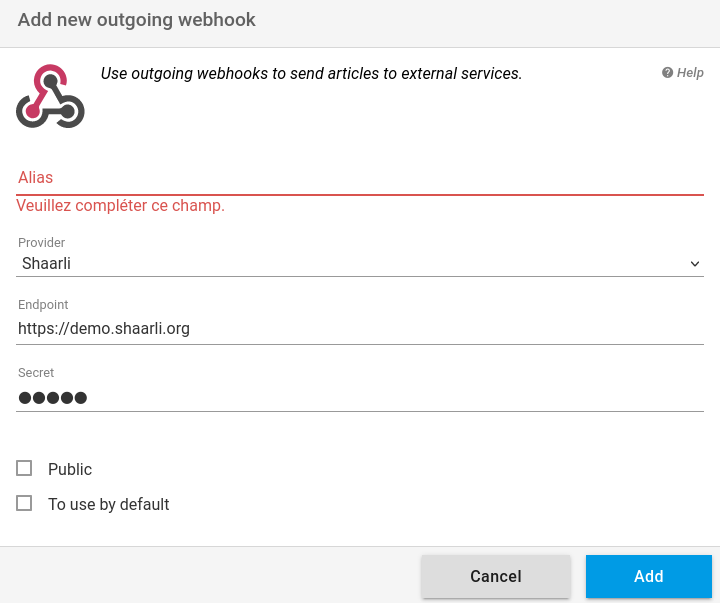 Add new outgoing webhook
Use outgoing webhooks to send articles to external services.
Help
Alias
Veuillez compléter ce champ.
Provider
Shaarli
Endpoint
https://demo.shaarli.org
Secret
●●●●●
Public
To use by default
Cancel
Add